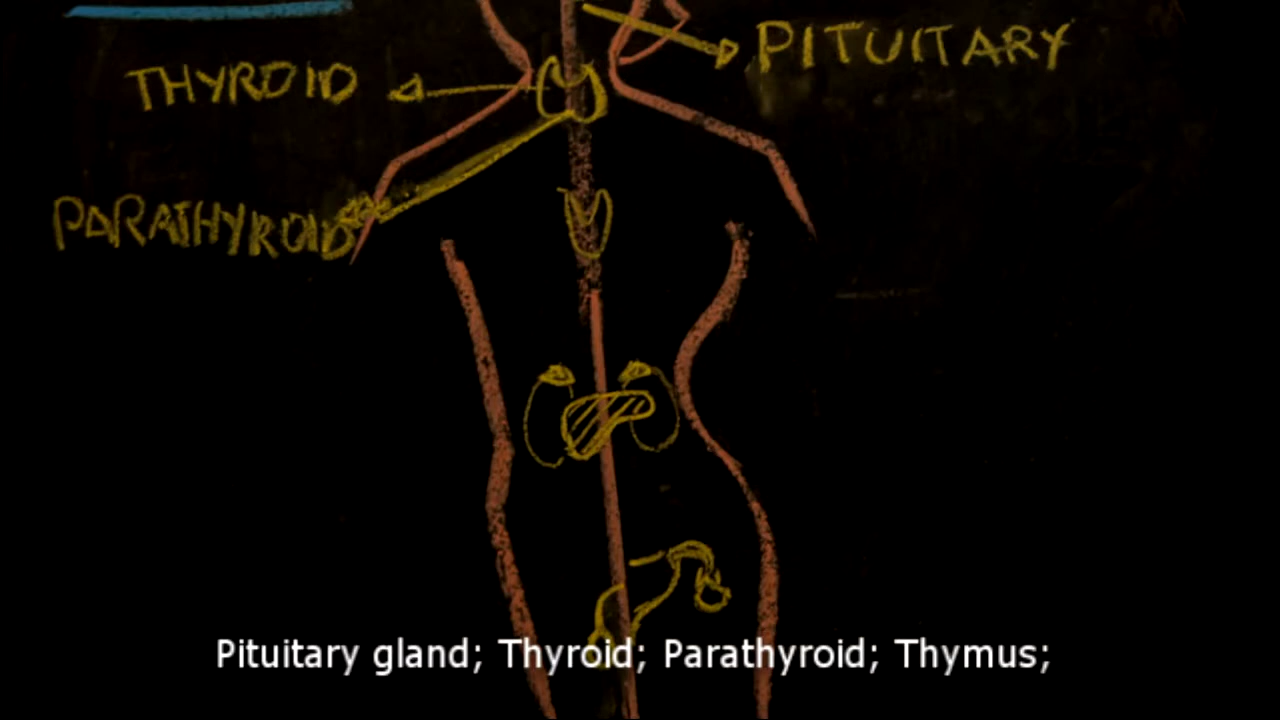 PITUITARY
THYROID
PARATHYROID
Pituitary gland; Thyroid; Parathyroid; Thymus;